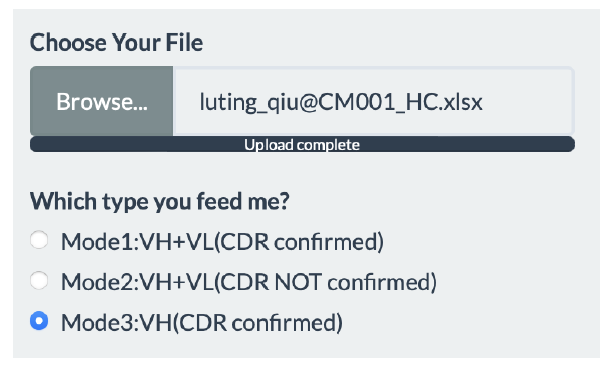 Choose Your File
Browse... luting_qiu@CM001_HC.xlsx
Upload complete
Which type you feed me?
Mode1:VH+VL(CDR confirmed)
Mode2:VH+VL(CDR NOT confirmed)
Mode3:VH(CDR confirmed)